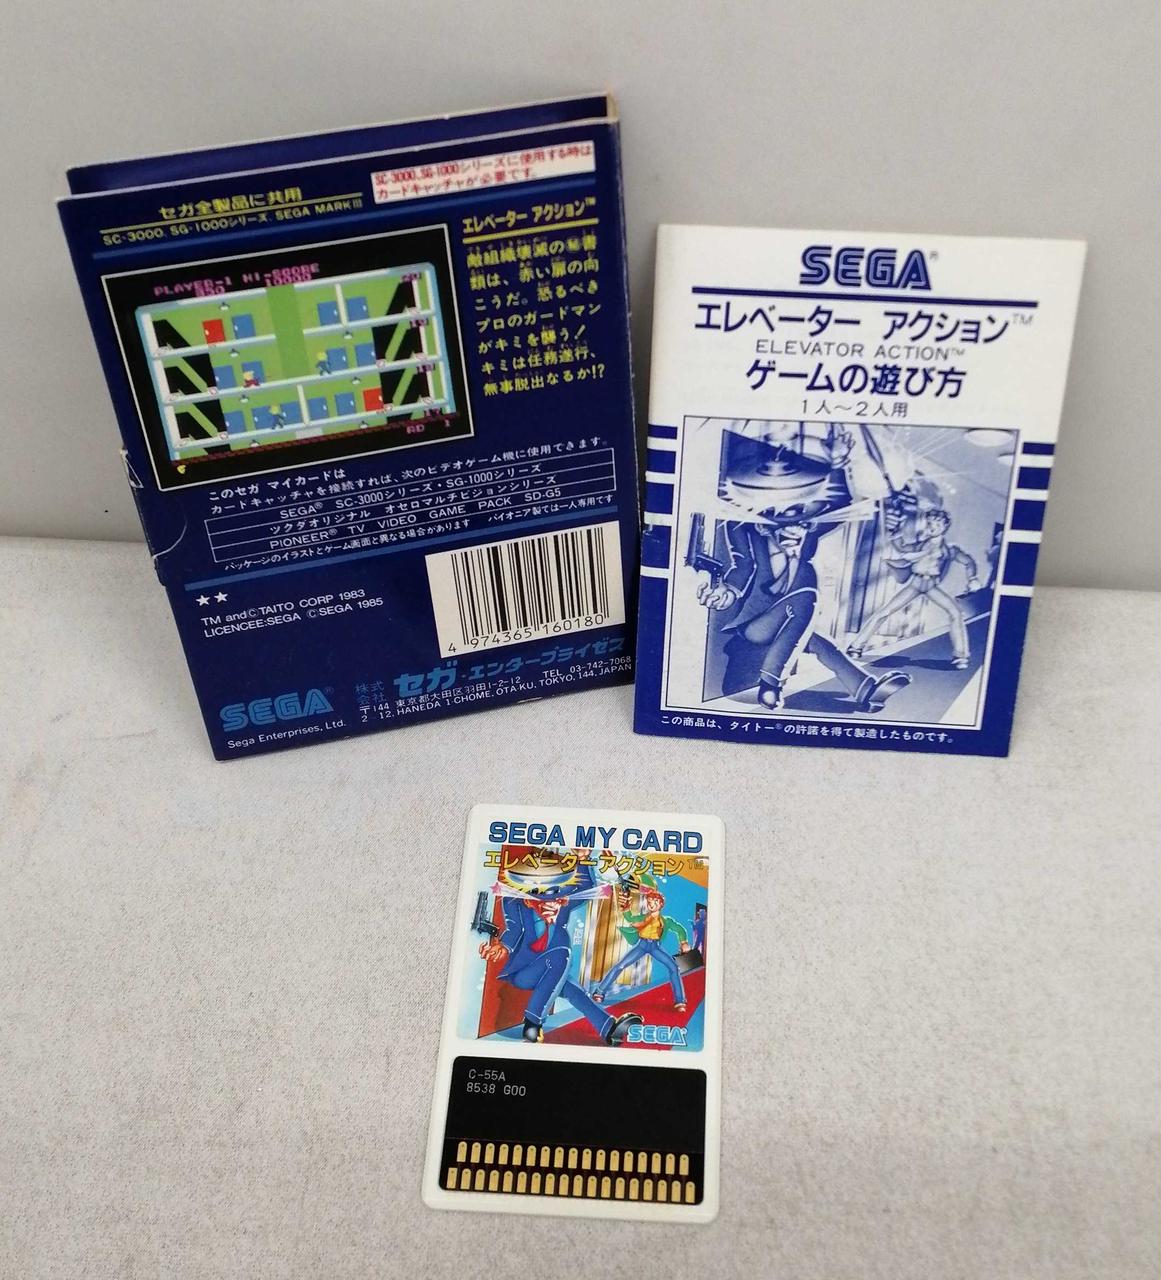 セガ全製品に共用
SC-3000, SG-1000シリーズ, SEGA MARKⅢ
SC-3000, SG-1000シリーズに使用する時は
カードキャッチャが必要です。
PLAYER-1 HI-SCORE
350 10000
RD 1
エレベーター アクション™
敵組織壊滅の㊙書
類は、赤い扉の向
こうだ。恐るべき
プロのガードマン
がキミを襲う!
キミは任務遂行、
無事脱出なるか!?
このセガ マイカードは
カードキャッチャを接続すれば、次のビデオゲーム機に使用できます。
SEGA® SC-3000シリーズ・SG-1000シリーズ
ツクダオリジナル オセロマルチビジョンシリーズ
PIONEER® TV VIDEO GAME PACK SD-G5
パッケージのイラストとゲーム画面と異なる場合があります パイオニア製では一人専用です
★★
TM and©TAITO CORP 1983
LICENCEE:SEGA ©SEGA 1985
4 974365 160180
SEGA®
Sega Enterprises, Ltd.
株式会社 セガ・エンタープライゼス
〒144 東京都大田区羽田1-2-12 TEL 03-742-7068
2-12, HANEDA 1-CHOME, OTA-KU, TOKYO, 144, JAPAN
SEGA®
エレベーター アクション™
ELEVATOR ACTION™
ゲームの遊び方
1人～2人用
この商品は、タイトー®の許諾を得て製造したものです。
SEGA MY CARD
エレベーターアクション™
SEGA®
C-55A
8538 G00